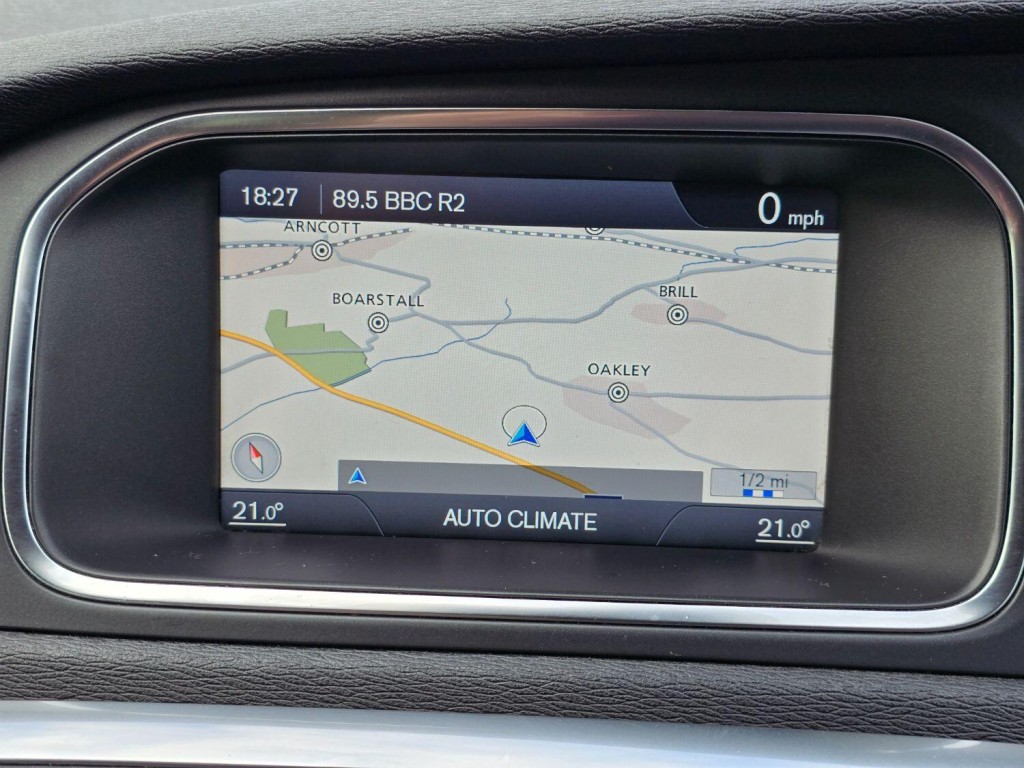 18:27 89.5 BBC R2 0 mph
ARNCOTT
BRILL
BOARSTALL
OAKLEY
1/2 mi
21.0° AUTO CLIMATE 21.0°